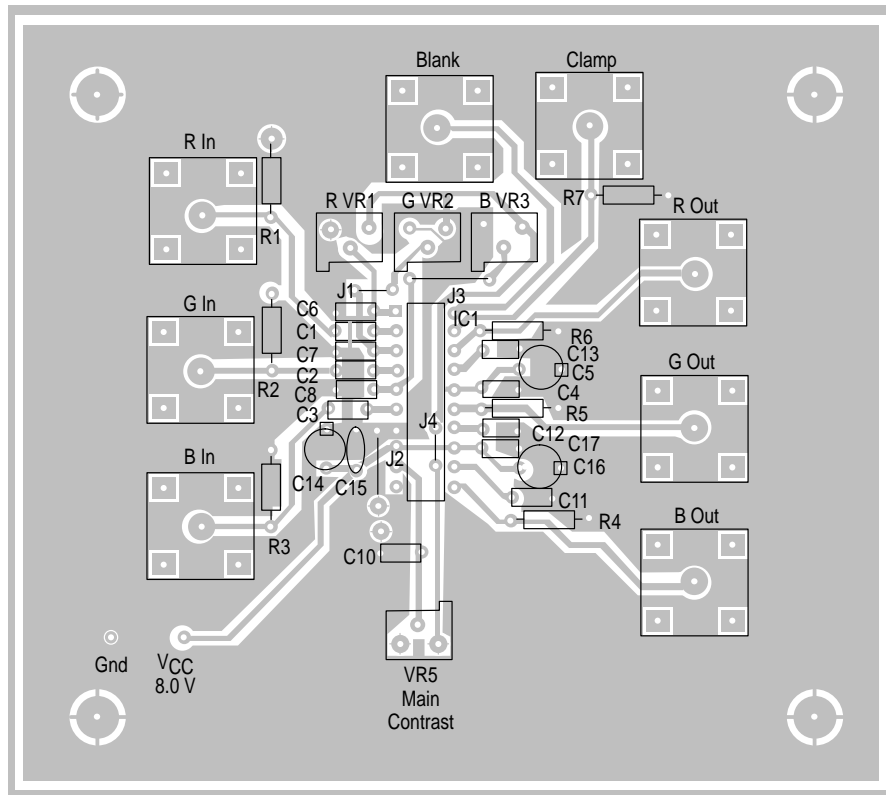 Blank
Clamp
R In
R VR1
G VR2
B VR3
R7
R Out
R1
J1
J3
G In
C6
IC1
C1
R6
C13
C7
C5
G Out
R2
C2
C8
C4
C3
R5
J4
C12
C17
B In
J2
C16
C14
C15
C11
R3
R4
B Out
C10
Gnd
VCC
8.0 V
VR5
Main
Contrast